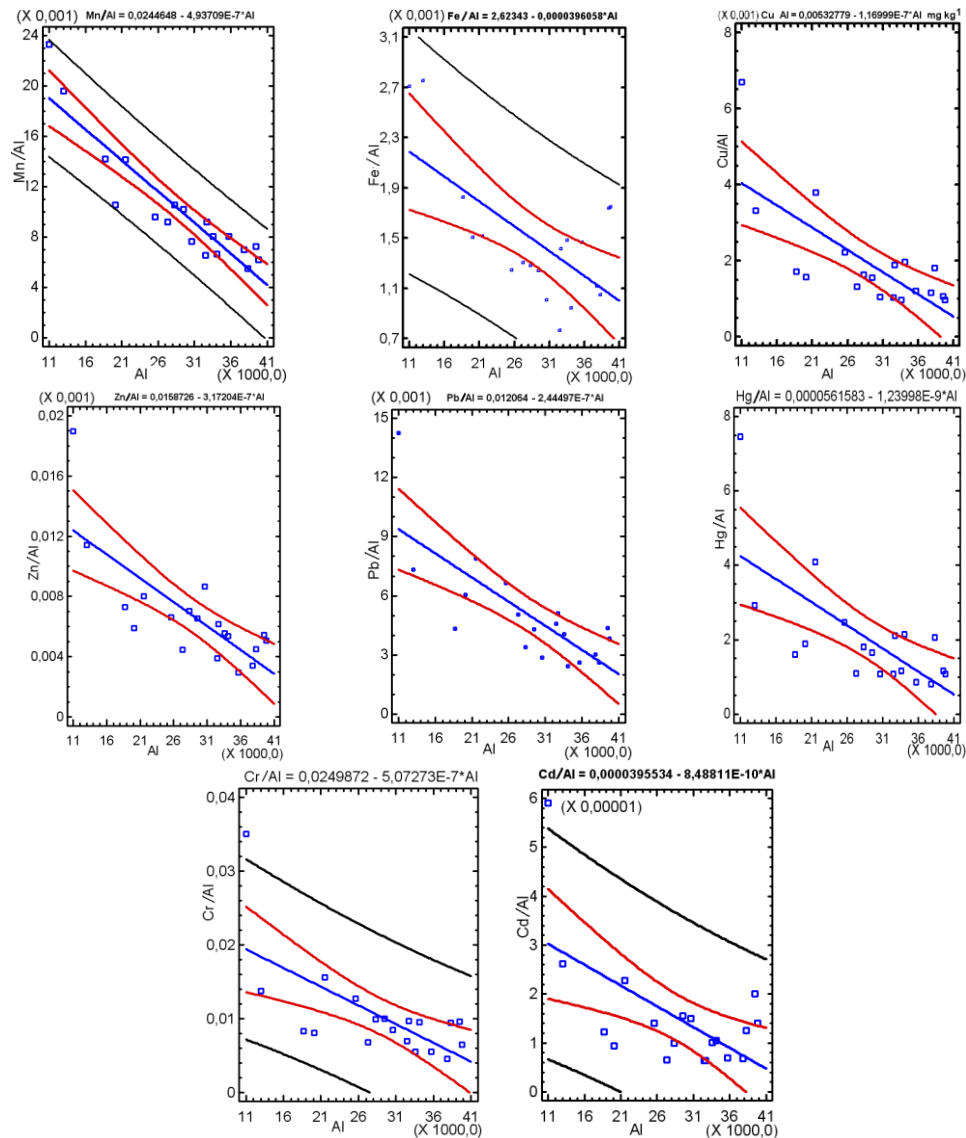 (X 0,001) Mn/Al = 0,0244648 - 4,93709E-7*Al
24
20
16
12
8
4
0
Mn/Al
11 16 21 26 31 36 41
Al (X 1000,0)
(X 0,001) Fe/Al = 2,62343 - 0,0000396058*Al
3,1
2,7
2,3
1,9
1,5
1,1
0,7
Fe/Al
11 16 21 26 31 36 41
Al (X 1000,0)
(X 0,001) Cu Al = 0,00532779 - 1,16999E-7*Al mg kg¹
8
6
4
2
0
Cu/Al
11 16 21 26 31 36 41
Al (X 1000,0)
(X 0,001) Zn/Al = 0,0158726 - 3,17204E-7*Al
0,02
0,016
0,012
0,008
0,004
0
Zn/Al
11 16 21 26 31 36 41
Al (X 1000,0)
(X 0,001) Pb/Al = 0,012064 - 2,44497E-7*Al
15
12
9
6
3
0
Pb/Al
11 16 21 26 31 36 41
Al (X 1000,0)
Hg/Al = 0,0000561583 - 1,23998E-9*Al
8
6
4
2
0
Hg/Al
11 16 21 26 31 36 41
Al (X 1000,0)
Cr/Al = 0,0249872 - 5,07273E-7*Al
0,04
0,03
0,02
0,01
0
Cr/Al
11 16 21 26 31 36 41
Al (X 1000,0)
Cd/Al = 0,0000395534 - 8,48811E-10*Al
(X 0,00001)
6
5
4
3
2
1
0
Cd/Al
11 16 21 26 31 36 41
Al (X 1000,0)